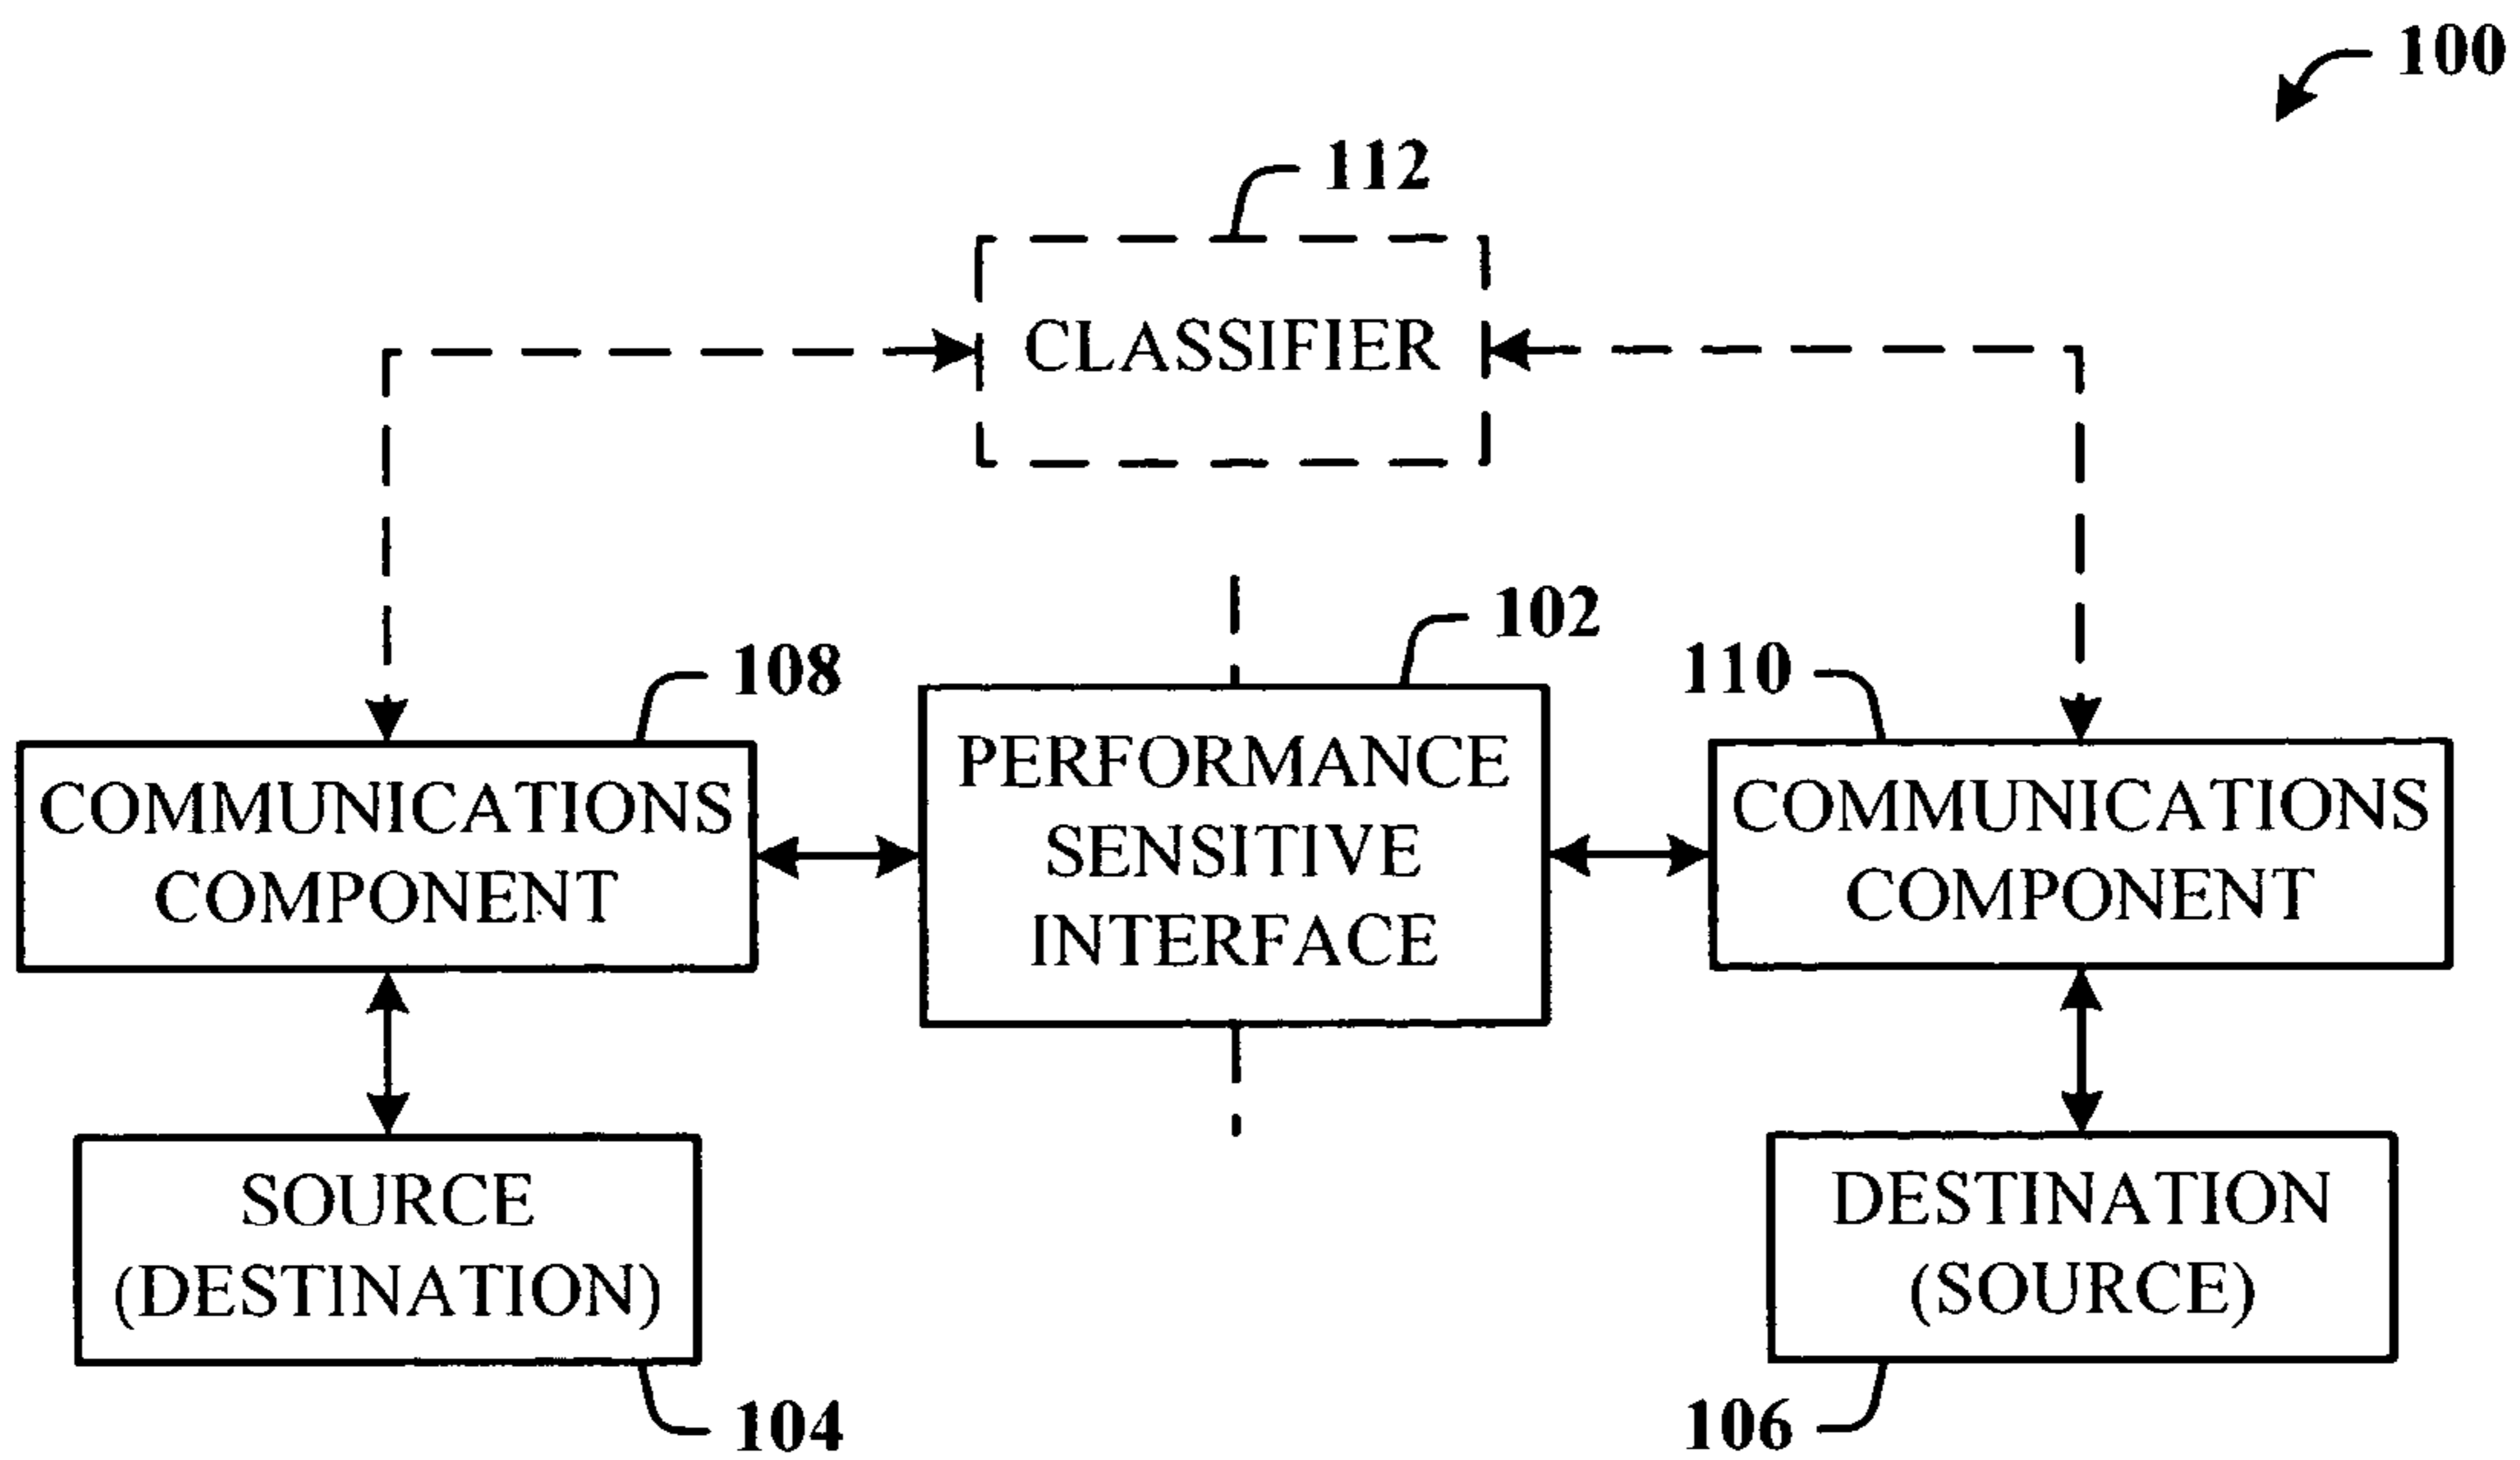 100
112
CLASSIFIER
102
108
110
COMMUNICATIONS
COMPONENT
PERFORMANCE
SENSITIVE
INTERFACE
COMMUNICATIONS
COMPONENT
SOURCE
(DESTINATION)
DESTINATION
(SOURCE)
104
106